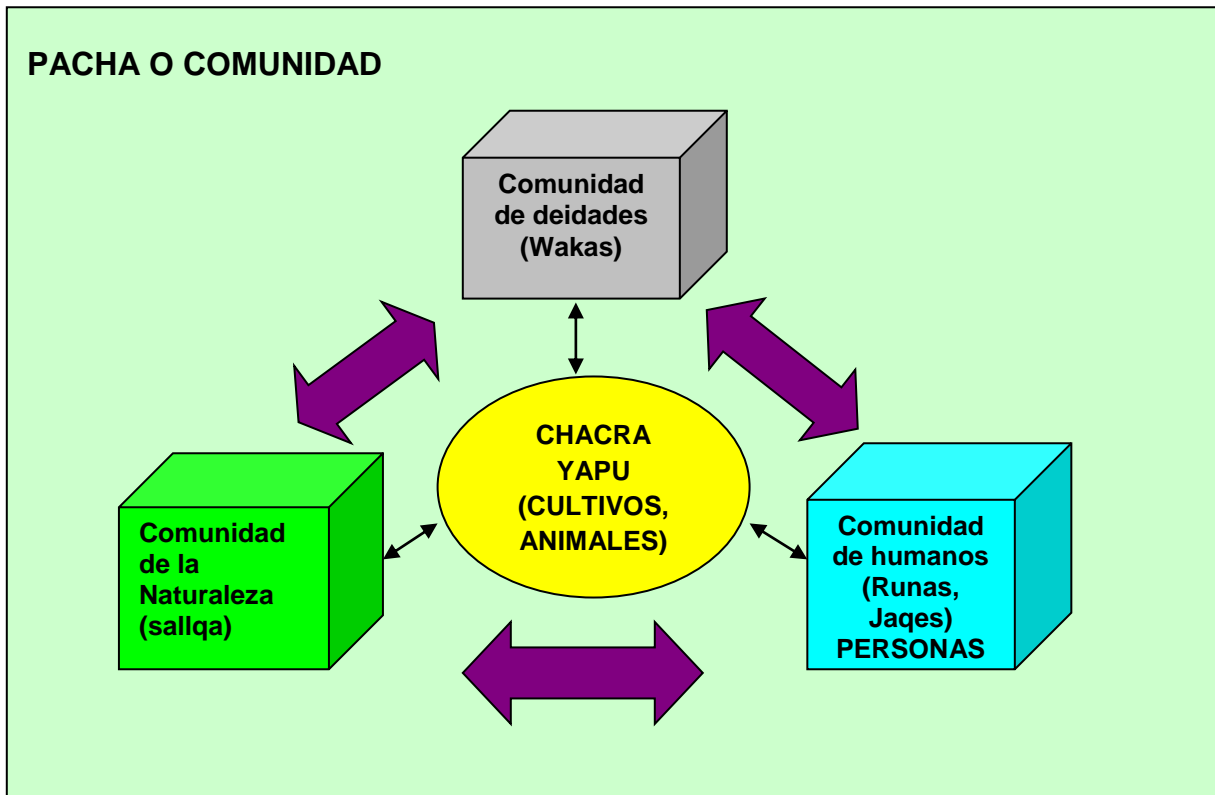 PACHA O COMUNIDAD
Comunidad
de deidades
(Wakas)
CHACRA
YAPU
(CULTIVOS,
ANIMALES)
Comunidad
de la
Naturaleza
(sallqa)
Comunidad
de humanos
(Runas,
Jaqes)
PERSONAS